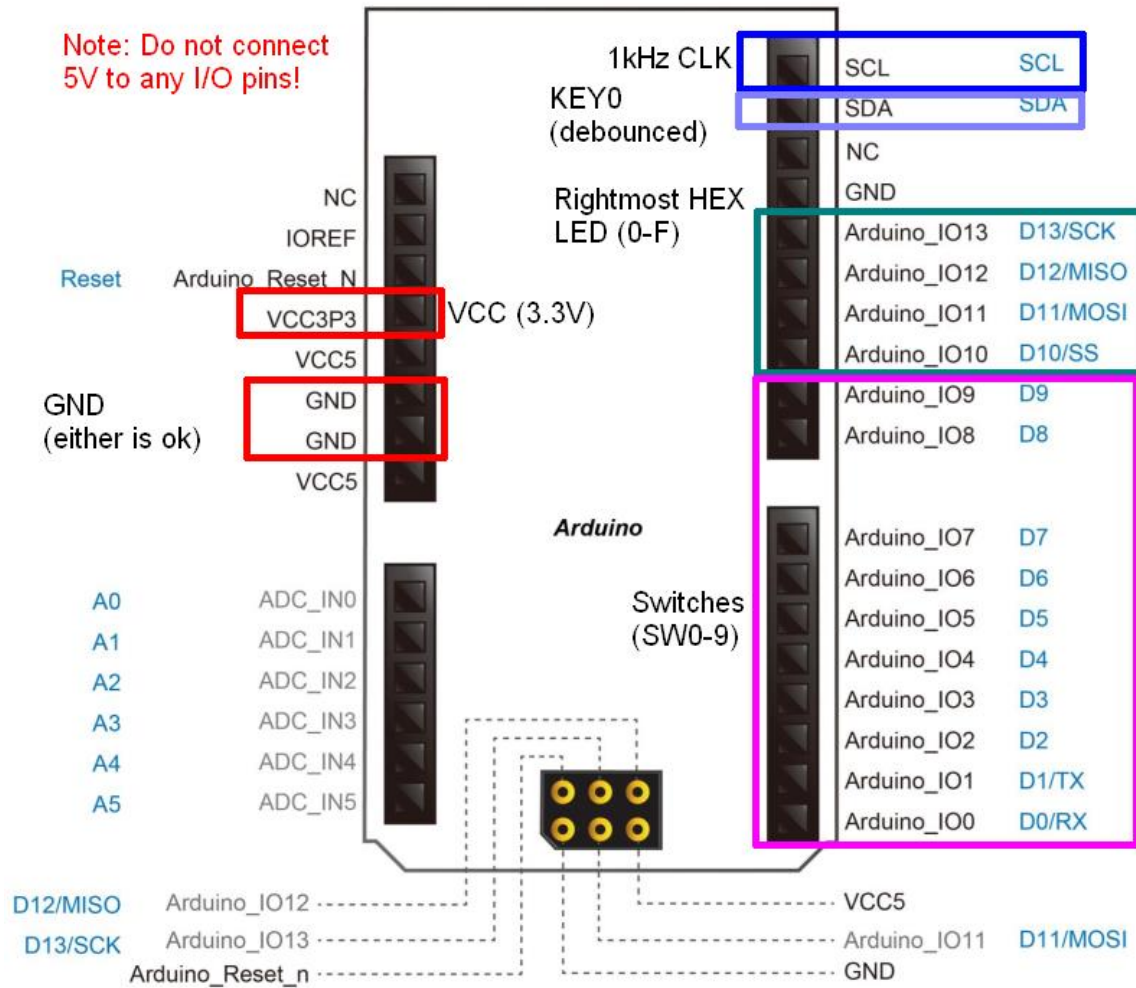 Note: Do not connect
5V to any I/O pins!
1kHz CLK
SCL SCL
KEY0
(debounced)
SDA SDA
NC
GND
Rightmost HEX
LED (0-F)
Arduino_IO13 D13/SCK
Arduino_IO12 D12/MISO
Arduino_IO11 D11/MOSI
Arduino_IO10 D10/SS
Arduino_IO9 D9
Arduino_IO8 D8
NC
IOREF
Reset Arduino_Reset_N
VCC3P3 VCC (3.3V)
VCC5
GND
(either is ok)
GND
GND
VCC5
Arduino
Switches
(SW0-9)
Arduino_IO7 D7
Arduino_IO6 D6
Arduino_IO5 D5
Arduino_IO4 D4
Arduino_IO3 D3
Arduino_IO2 D2
Arduino_IO1 D1/TX
Arduino_IO0 D0/RX
A0 ADC_IN0
A1 ADC_IN1
A2 ADC_IN2
A3 ADC_IN3
A4 ADC_IN4
A5 ADC_IN5
D12/MISO Arduino_IO12
D13/SCK Arduino_IO13
Arduino_Reset_n
VCC5
Arduino_IO11 D11/MOSI
GND